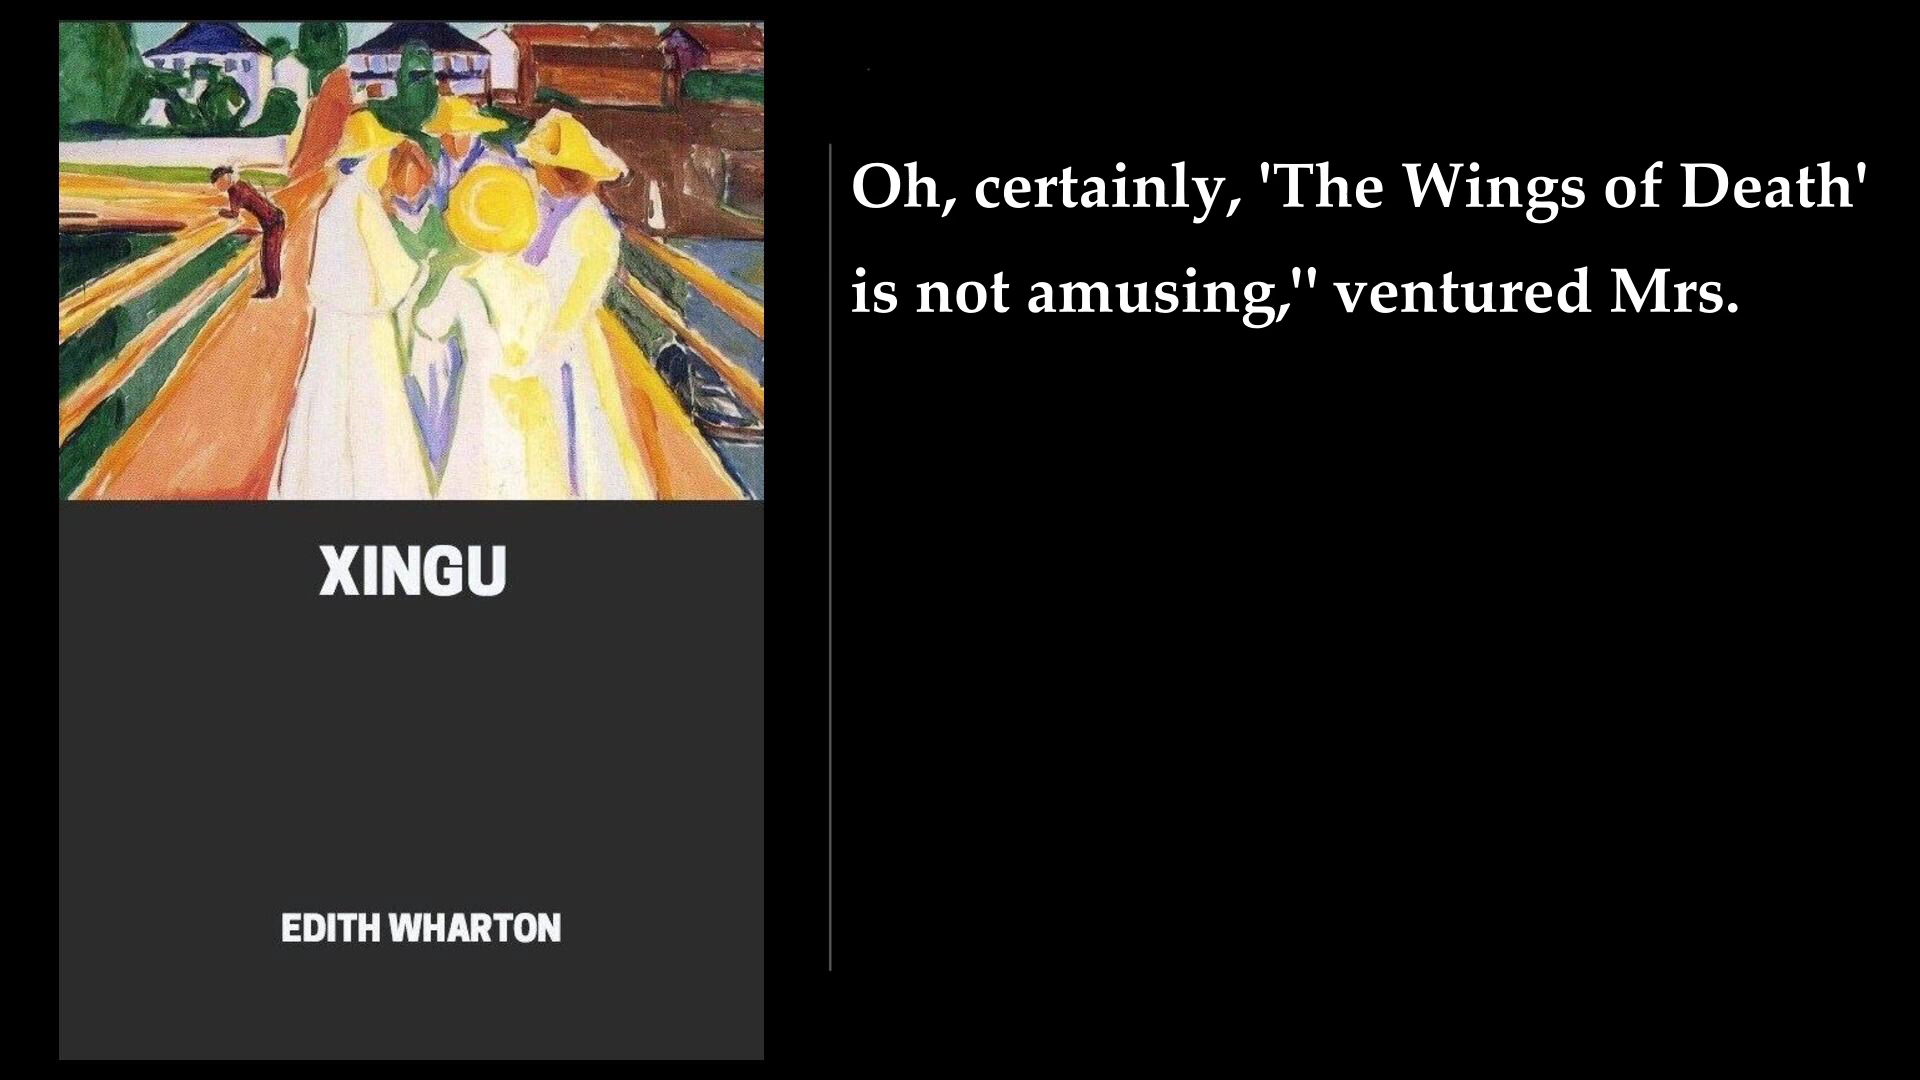 XINGU
EDITH WHARTON
Oh, certainly, 'The Wings of Death'
is not amusing," ventured Mrs.